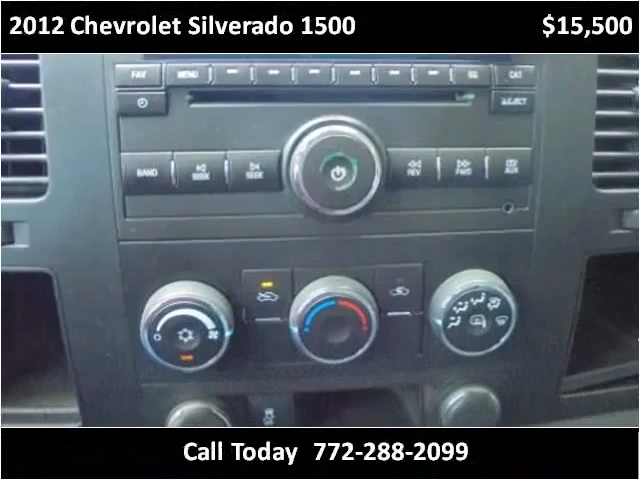 2012 Chevrolet Silverado 1500 $15,500
FAV MENU EQ CAT
EJECT
BAND SEEK SEEK REV FWD AUX
Call Today 772-288-2099